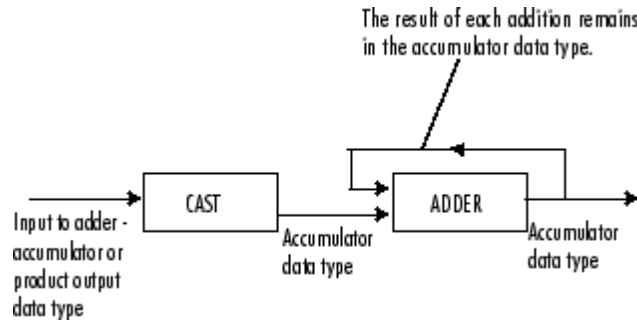 The result of each addition remains
in the accumulator data type.
CAST
ADDER
Input to adder -
accumulator or
product output
data type
Accumulator
data type
Accumulator
data type